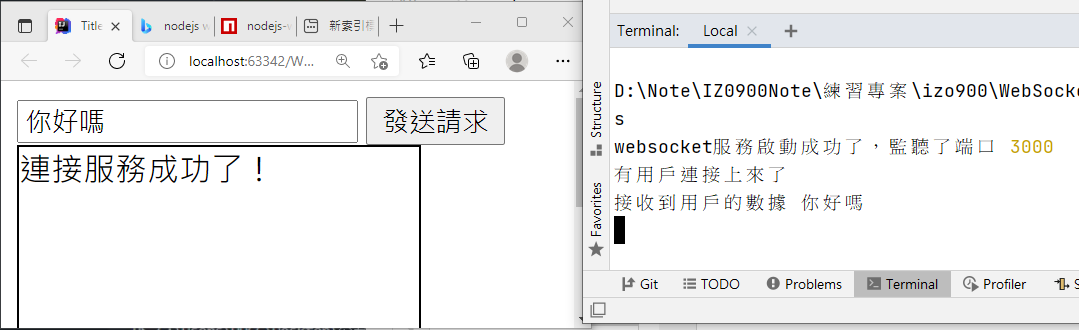 Title
nodejs w
nodejs-w
新索引標
localhost:63342/W...
你好嗎
發送請求
連接服務成功了！
Terminal:
Local
Structure
Favorites
D:\Note\IZ0900Note\練習專案\izo900\WebSocke
s
websocket服務啟動成功了，監聽了端口 3000
有用戶連接上來了
接收到用戶的數據 你好嗎
Git
TODO
Problems
Terminal
Profiler